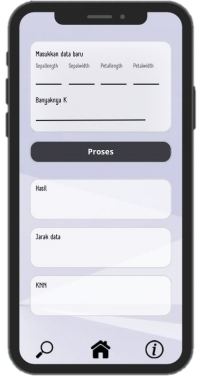 Masukkan data baru
Sepallength Sepalwidth Petallength Petalwidth
Banyaknya K
Proses
Hasil
Jarak data
KNN